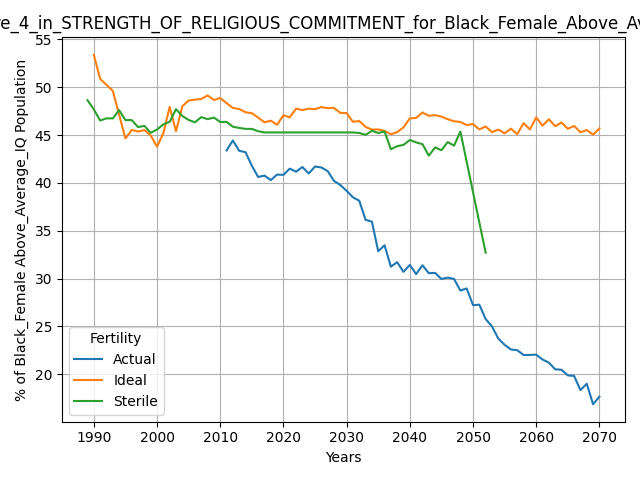 e_4_in_STRENGTH_OF_RELIGIOUS_COMMITMENT_for_Black_Female_Above_Av
% of Black_Female Above_Average_IQ Population
55
50
45
40
35
30
25
20
Fertility
Actual
Ideal
Sterile
1990
2000
2010
2020
2030
2040
2050
2060
2070
Years